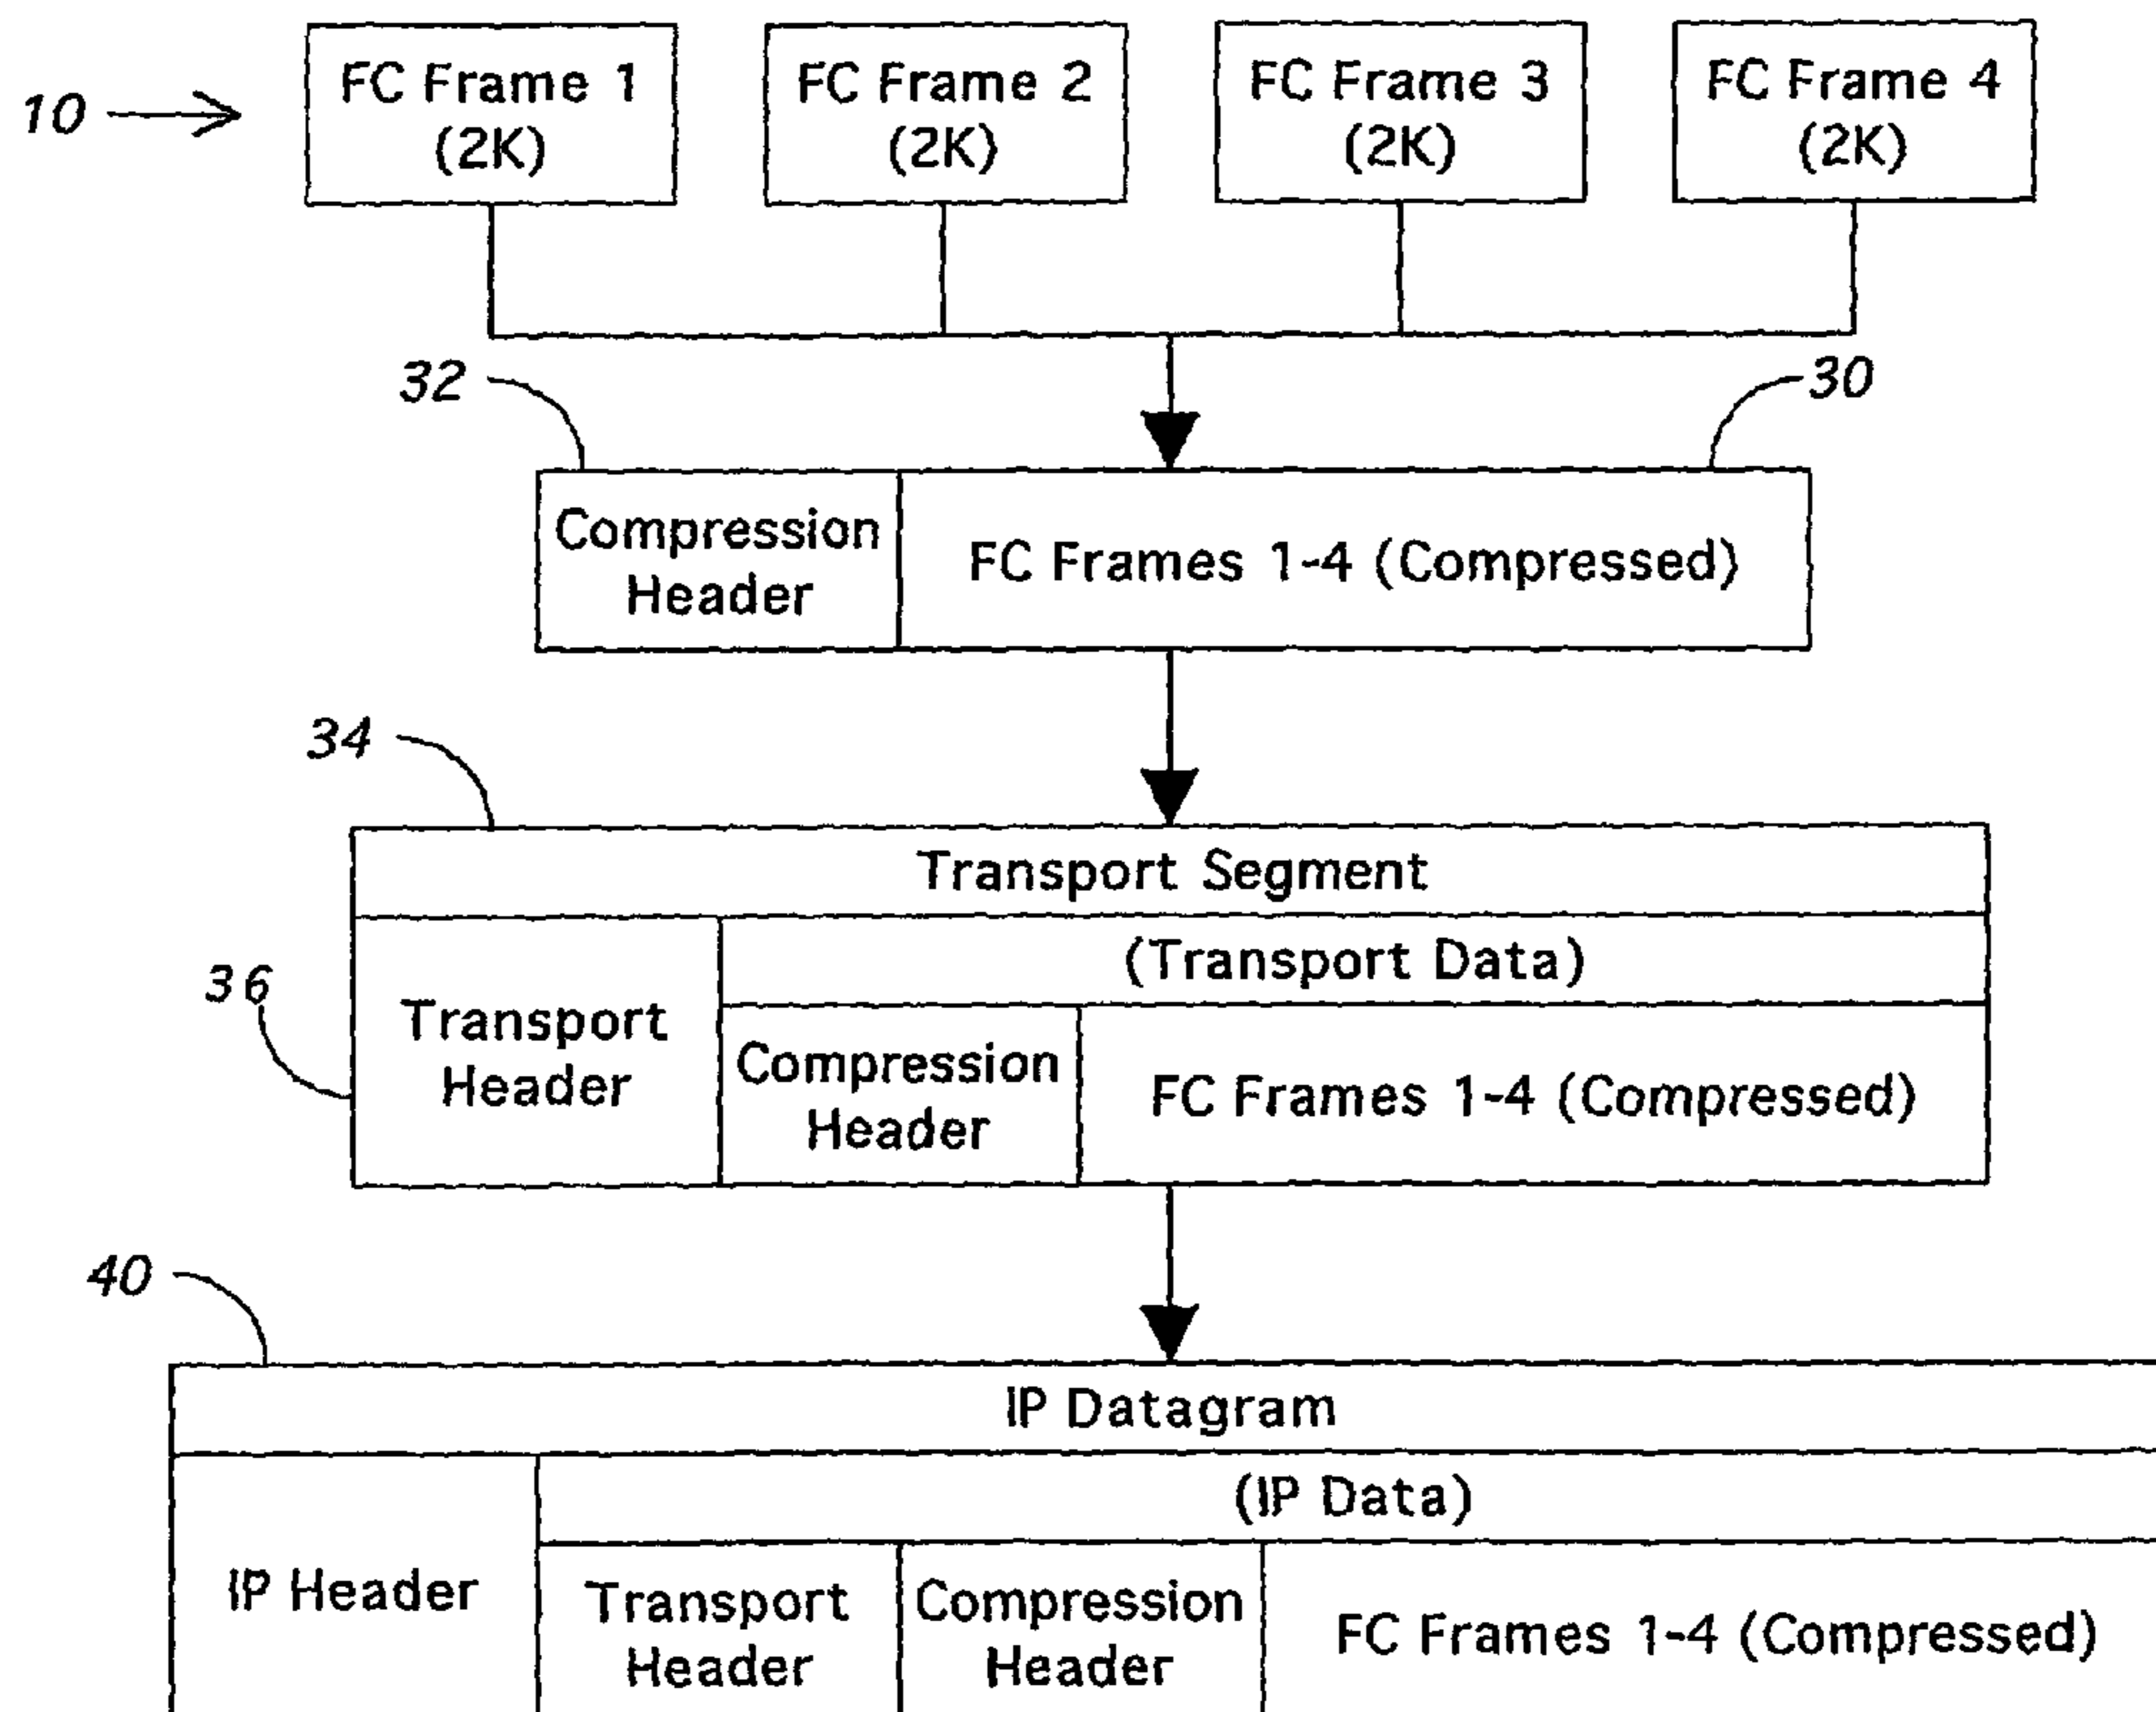 FC Frame 1
(2K)
FC Frame 2
(2K)
FC Frame 3
(2K)
FC Frame 4
(2K)
10
32
30
Compression
Header
FC Frames 1-4 (Compressed)
34
Transport Segment
36
Transport
Header
(Transport Data)
Compression
Header
FC Frames 1-4 (Compressed)
40
IP Datagram
IP Header
(IP Data)
Transport
Header
Compression
Header
FC Frames 1-4 (Compressed)